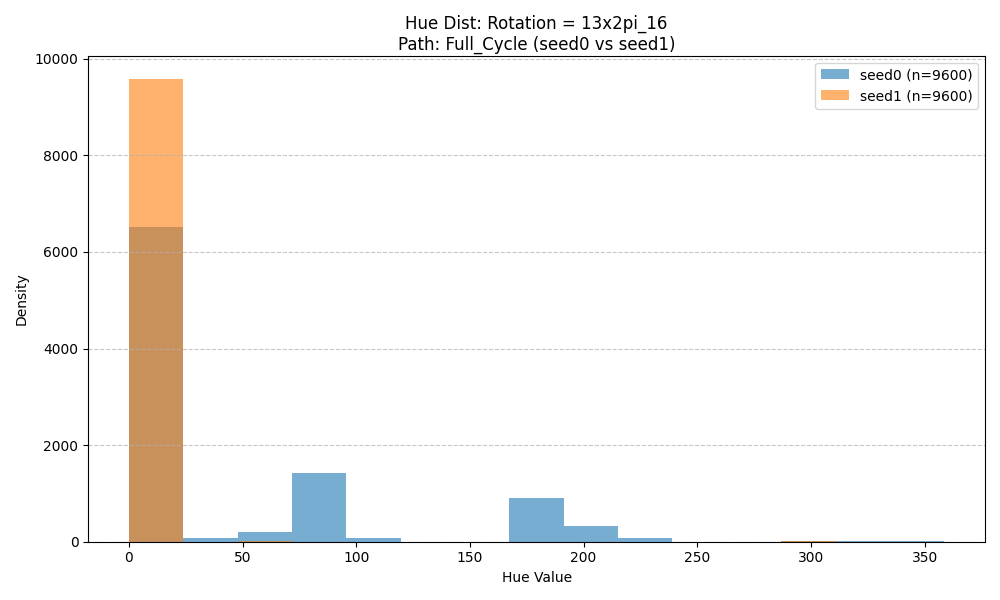 Hue Dist: Rotation = 13x2pi_16
Path: Full_Cycle (seed0 vs seed1)
seed0 (n=9600)
seed1 (n=9600)
Density
10000
8000
6000
4000
2000
0
0
50
100
150
200
250
300
350
Hue Value